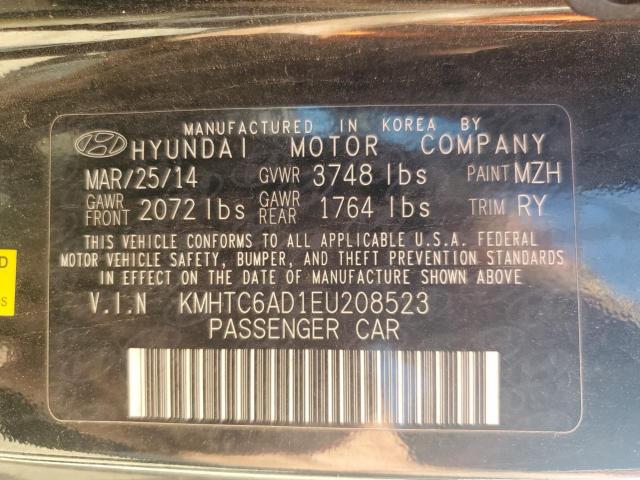 MANUFACTURED IN KOREA BY
HYUNDAI MOTOR COMPANY
MAR/25/14 GVWR 3748 lbs PAINT MZH
GAWR FRONT 2072 lbs GAWR REAR 1764 lbs TRIM RY
THIS VEHICLE CONFORMS TO ALL APPLICABLE U.S.A. FEDERAL
MOTOR VEHICLE SAFETY, BUMPER, AND THEFT PREVENTION STANDARDS
IN EFFECT ON THE DATE OF MANUFACTURE SHOWN ABOVE
V.I.N KMHTC6AD1EU208523
PASSENGER CAR